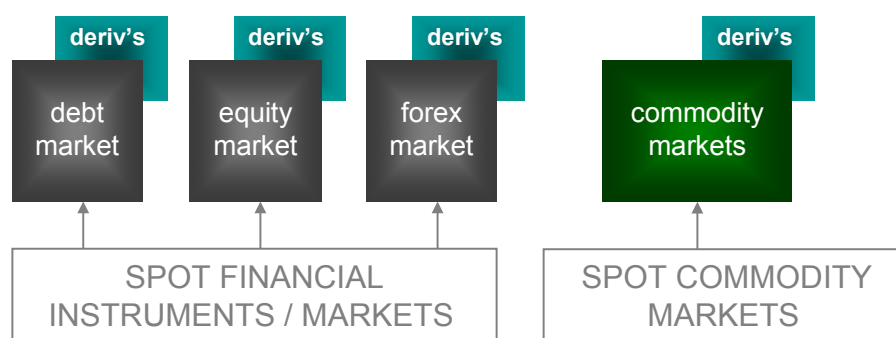 deriv's
deriv's
deriv's
deriv's
debt
market
equity
market
forex
market
commodity
markets
SPOT FINANCIAL
INSTRUMENTS / MARKETS
SPOT COMMODITY
MARKETS